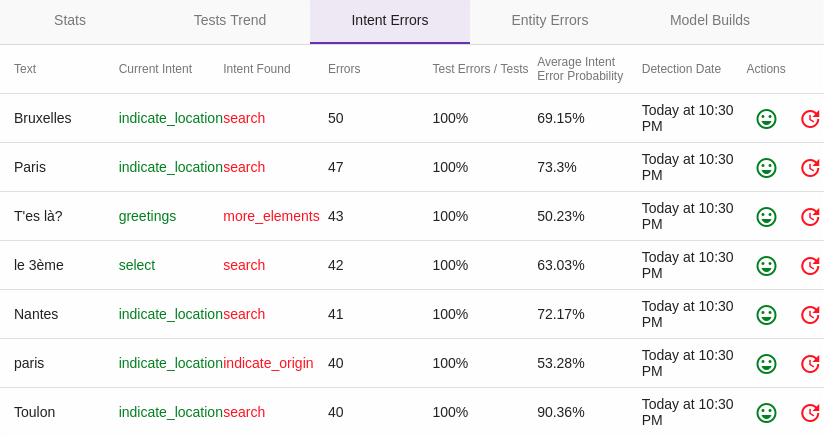 Stats Tests Trend Intent Errors Entity Errors Model Builds
Text Current Intent Intent Found Errors Test Errors / Tests Average Intent Error Probability Detection Date Actions
Bruxelles indicate_location search 50 100% 69.15% Today at 10:30 PM
Paris indicate_location search 47 100% 73.3% Today at 10:30 PM
T'es là? greetings more_elements 43 100% 50.23% Today at 10:30 PM
le 3ème select search 42 100% 63.03% Today at 10:30 PM
Nantes indicate_location search 41 100% 72.17% Today at 10:30 PM
paris indicate_location indicate_origin 40 100% 53.28% Today at 10:30 PM
Toulon indicate_location search 40 100% 90.36% Today at 10:30 PM